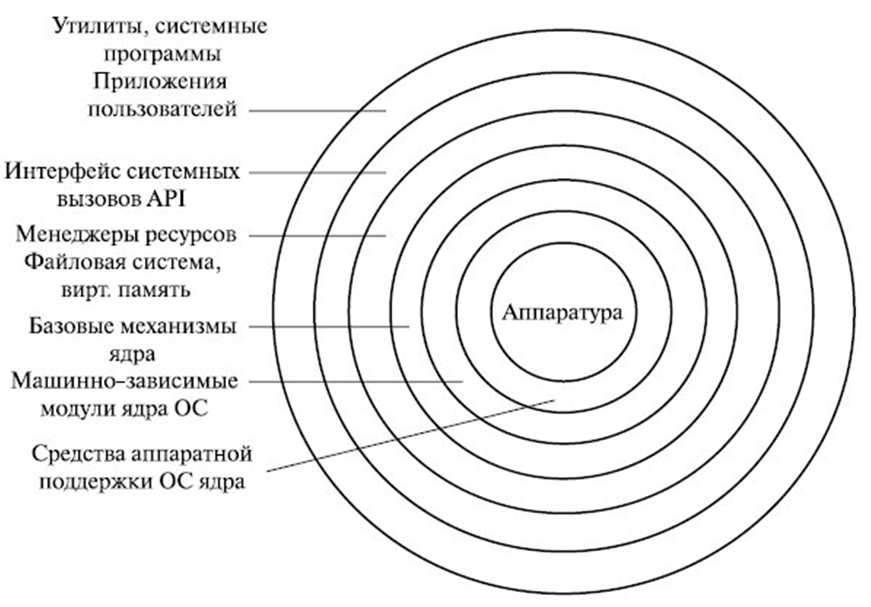 Утилиты, системные
программы
Приложения
пользователей
Интерфейс системных
вызовов API
Менеджеры ресурсов
Файловая система,
вирт. память
Базовые механизмы
ядра
Машинно-зависимые
модули ядра ОС
Средства аппаратной
поддержки ОС ядра
Аппаратура